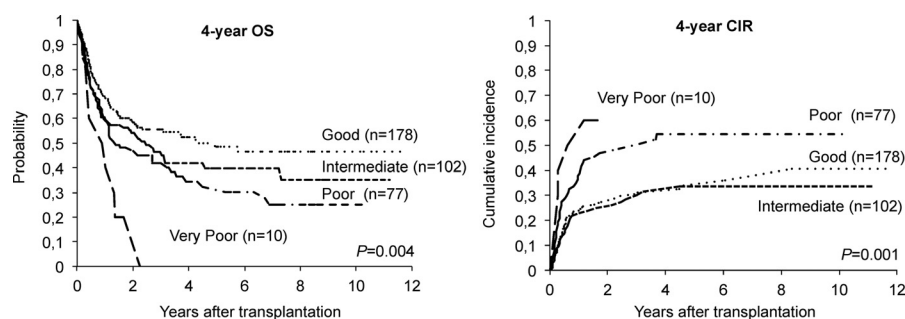 4-year OS
Probability
1
0,9
0,8
0,7
0,6
0,5
0,4
0,3
0,2
0,1
0
Good (n=178)
Intermediate (n=102)
Poor (n=77)
Very Poor (n=10)
P=0.004
0 2 4 6 8 10 12
Years after transplantation
4-year CIR
Cumulative incidence
1
0,9
0,8
0,7
0,6
0,5
0,4
0,3
0,2
0,1
0
Very Poor (n=10)
Poor (n=77)
Good (n=178)
Intermediate (n=102)
P=0.001
0 2 4 6 8 10 12
Years after transplantation